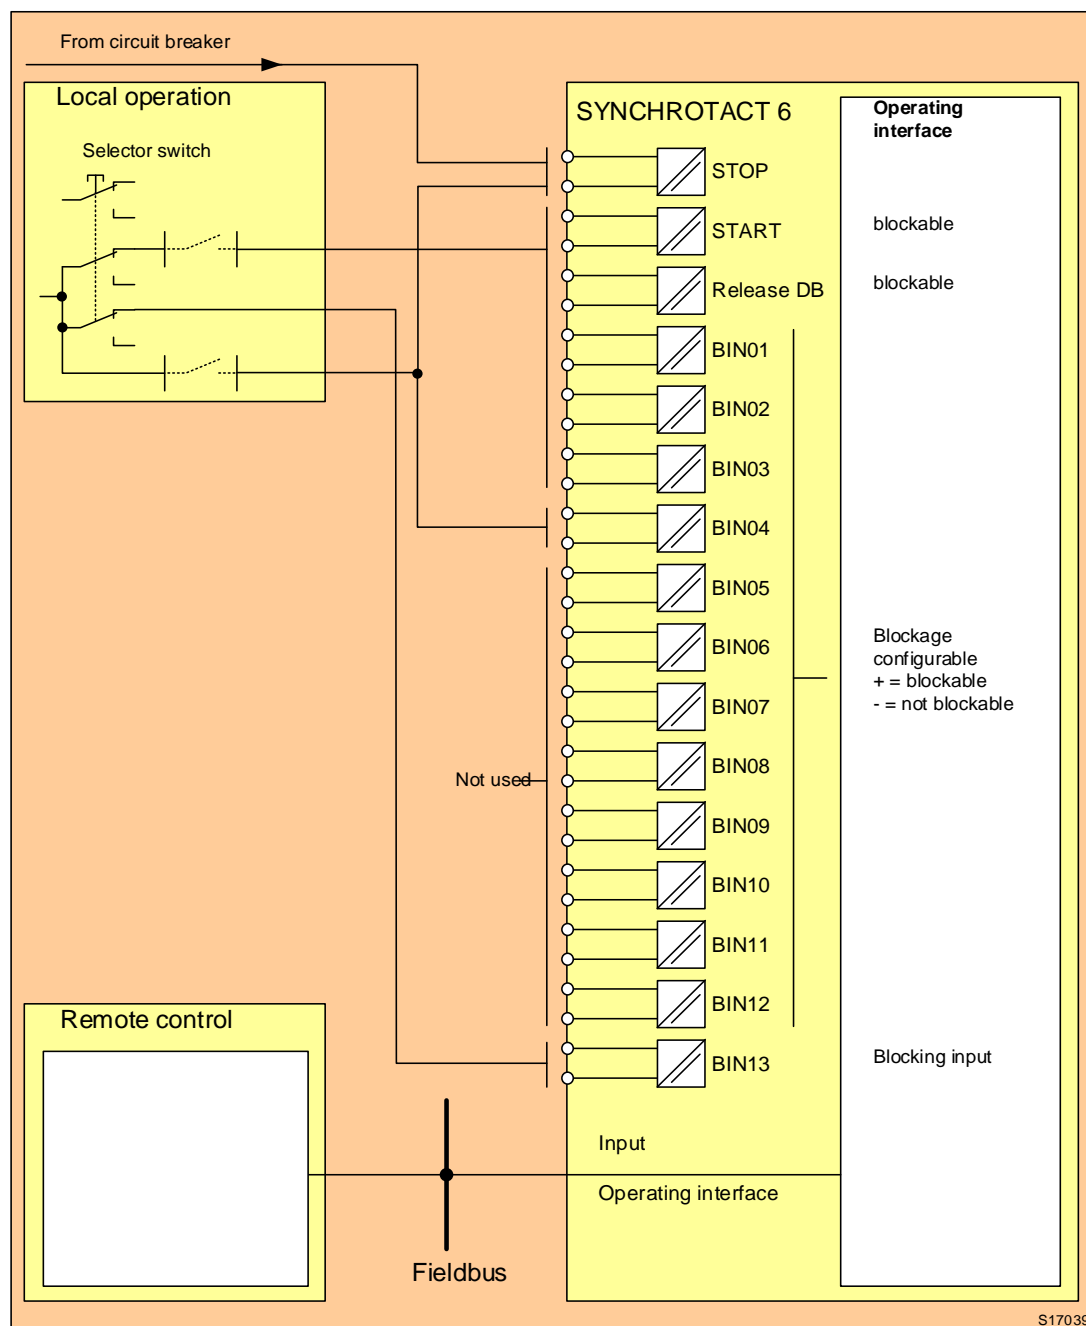 From circuit breaker
Local operation
Selector switch
SYNCHROTACT 6
Operating
interface
STOP
START
blockable
Release DB
blockable
BIN01
BIN02
BIN03
BIN04
BIN05
BIN06
Blockage
configurable
+ = blockable
- = not blockable
BIN07
BIN08
Not used
BIN09
BIN10
BIN11
BIN12
BIN13
Blocking input
Remote control
Input
Operating interface
Fieldbus
S17039